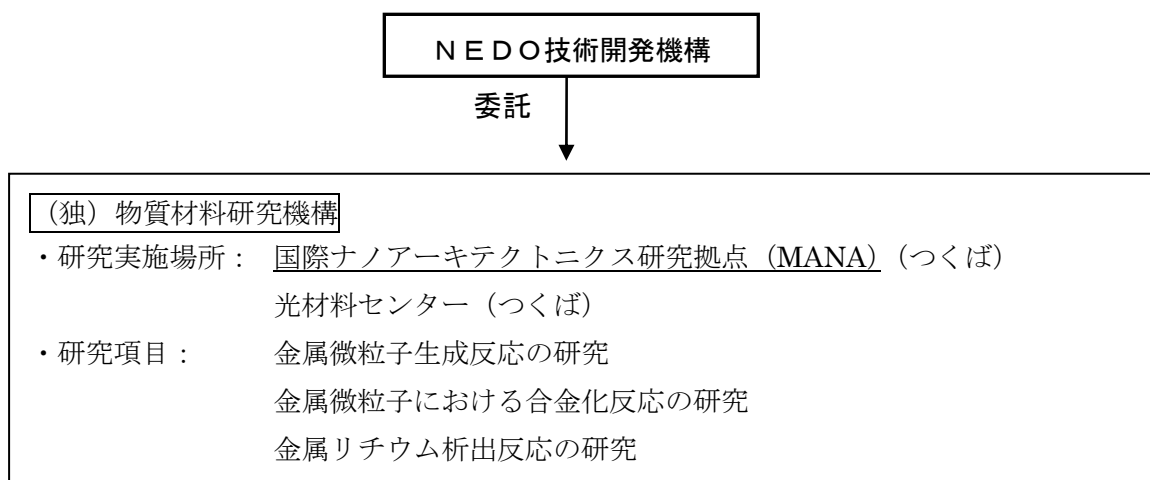 ＮＥＤＯ技術開発機構
委託
（独）物質材料研究機構
・研究実施場所： 国際ナノアーキテクトニクス研究拠点（MANA）（つくば）
光材料センター（つくば）
・研究項目： 金属微粒子生成反応の研究
金属微粒子における合金化反応の研究
金属リチウム析出反応の研究